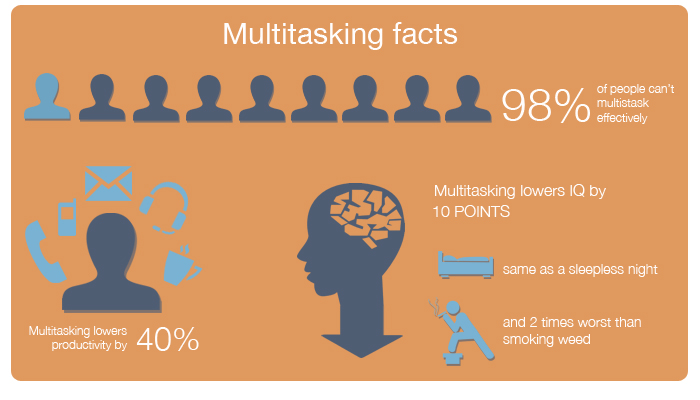 Multitasking facts
98%
of people can't
multistask
effectively
Multitasking lowers IQ by
10 POINTS
same as a sleepless night
and 2 times worst than
smoking weed
Multitasking lowers
productivity by
40%